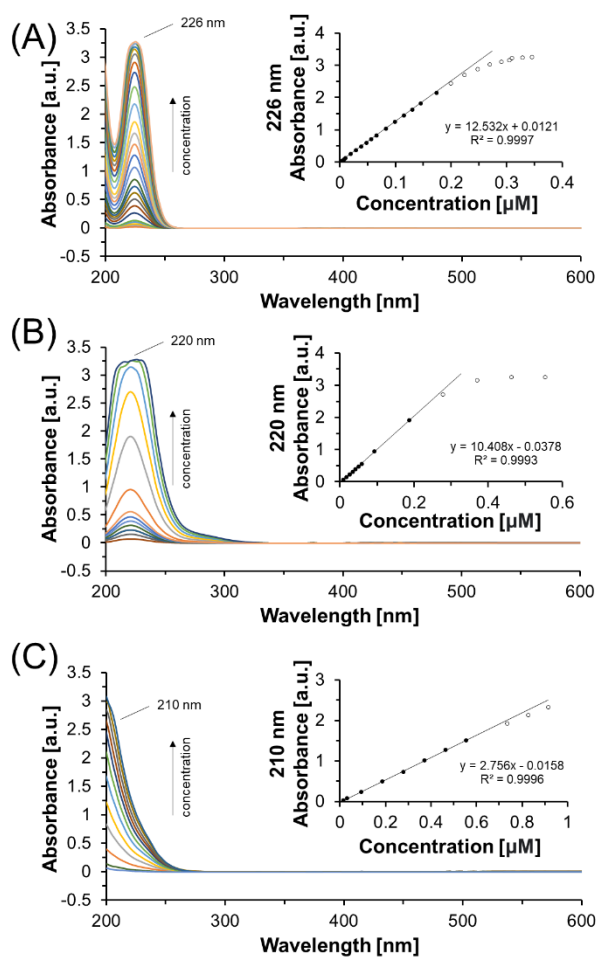 (A)
Absorbance [a.u.]
3.5
3
2.5
2
1.5
1
0.5
0
-0.5
226 nm
concentration
200
300
400
500
600
Wavelength [nm]
226 nm
Absorbance [a.u.]
4
3
2
1
0
y = 12.532x + 0.0121
R² = 0.9997
0
0.1
0.2
0.3
0.4
Concentration [µM]
(B)
Absorbance [a.u.]
3.5
3
2.5
2
1.5
1
0.5
0
-0.5
220 nm
concentration
200
300
400
500
600
Wavelength [nm]
220 nm
Absorbance [a.u.]
4
3
2
1
0
y = 10.408x - 0.0378
R² = 0.9993
0
0.2
0.4
0.6
Concentration [µM]
(C)
Absorbance [a.u.]
3.5
3
2.5
2
1.5
1
0.5
0
-0.5
210 nm
concentration
200
300
400
500
600
Wavelength [nm]
210 nm
Absorbance [a.u.]
3
2
1
0
y = 2.756x - 0.0158
R² = 0.9996
0
0.2
0.4
0.6
0.8
1
Concentration [µM]